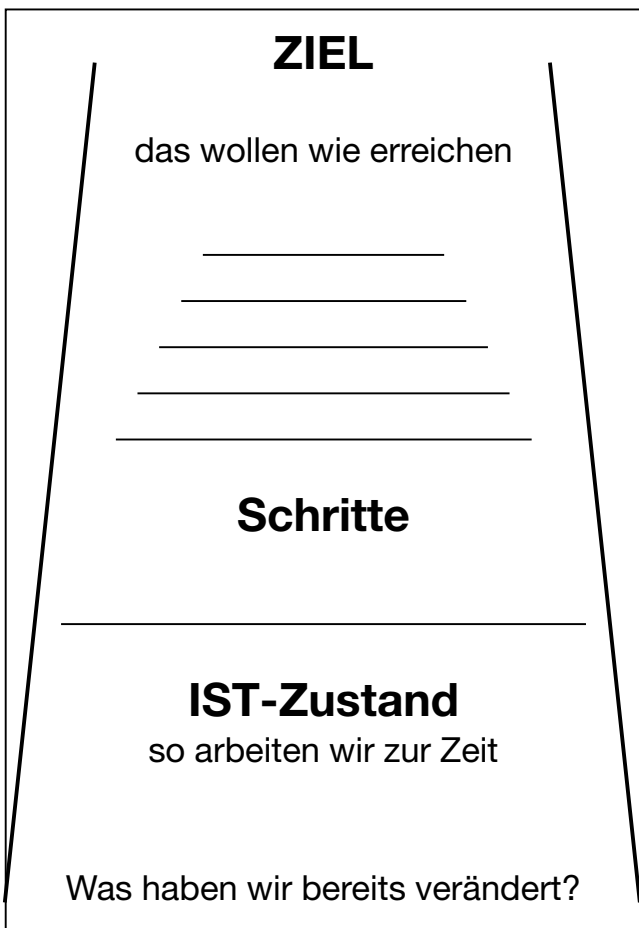 ZIEL
das wollen wie erreichen
Schritte
IST-Zustand
so arbeiten wir zur Zeit
Was haben wir bereits verändert?